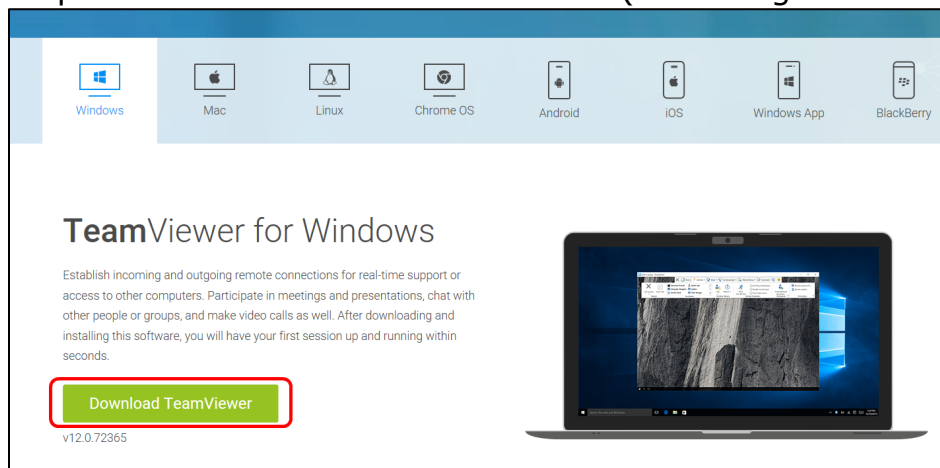 Windows
Mac
Linux
Chrome OS
Android
iOS
Windows App
BlackBerry
TeamViewer for Windows
Establish incoming and outgoing remote connections for real-time support or
access to other computers. Participate in meetings and presentations, chat with
other people or groups, and make video calls as well. After downloading and
installing this software, you will have your first session up and running within
seconds.
Download TeamViewer
v12.0.72365